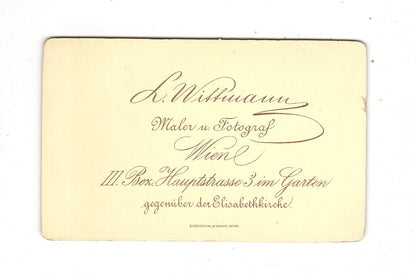 L. Wittmann
Maler u. Fotograf
Wien
III. Bez. Hauptstrasse 3 im Garten
gegenüber der Elisabethkirche.